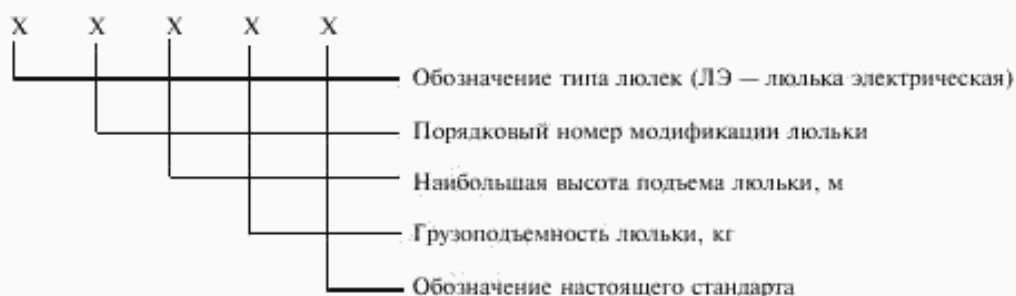 X X X X X
Обозначение типа люлек (ЛЭ — люлька электрическая)
Порядковый номер модификации люльки
Наибольшая высота подъема люльки, м
Грузоподъемность люльки, кг
Обозначение настоящего стандарта